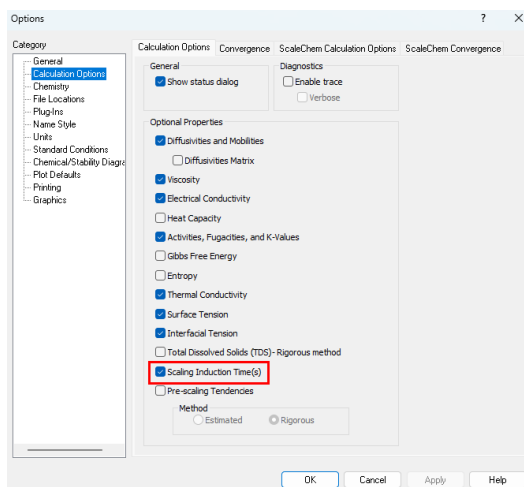 Options
?
Category
General
Calculation Options
Chemistry
File Locations
Plug-Ins
Name Style
Units
Standard Conditions
Chemical/Stability Diagra
Plot Defaults
Printing
Graphics
Calculation Options Convergence ScaleChem Calculation Options ScaleChem Convergence
General
Show status dialog
Diagnostics
Enable trace
Verbose
Optional Properties
Diffusivities and Mobilities
Diffusivities Matrix
Viscosity
Electrical Conductivity
Heat Capacity
Activities, Fugacities, and K-Values
Gibbs Free Energy
Entropy
Thermal Conductivity
Surface Tension
Interfacial Tension
Total Dissolved Solids (TDS)- Rigorous method
Scaling Induction Time(s)
Pre-scaling Tendencies
Method
Estimated Rigorous
OK Cancel Apply Help